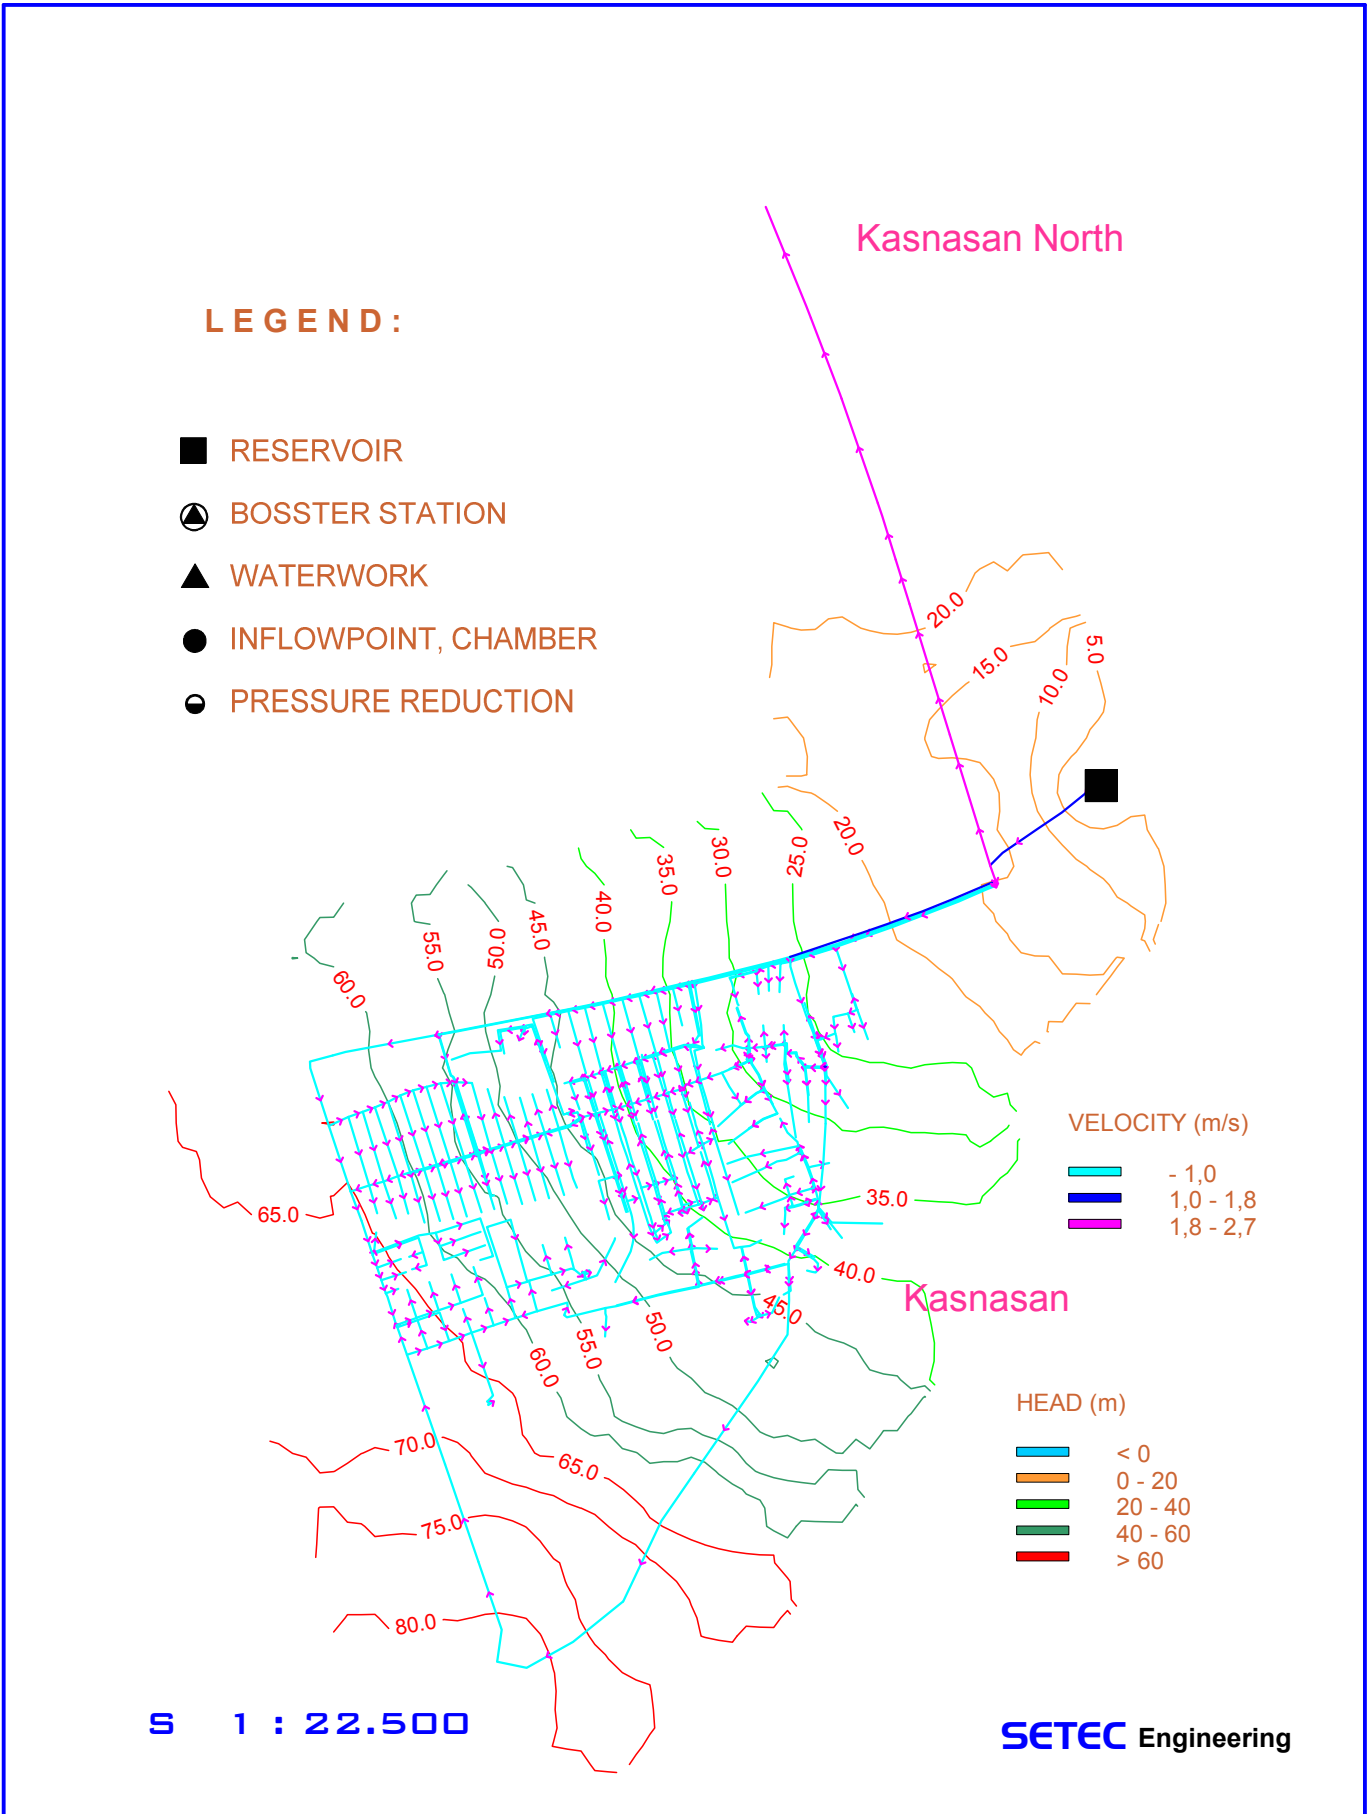 Kasnasan North
LEGEND:
RESERVOIR
BOSSTER STATION
WATERWORK
INFLOWPOINT, CHAMBER
PRESSURE REDUCTION
20.0
15.0
10.0
5.0
20.0
25.0
30.0
35.0
40.0
45.0
50.0
55.0
60.0
65.0
35.0
40.0
45.0
50.0
55.0
60.0
65.0
70.0
75.0
80.0
Kasnasan
VELOCITY (m/s)
- 1,0
1,0 - 1,8
1,8 - 2,7
HEAD (m)
< 0
0 - 20
20 - 40
40 - 60
> 60
S 1 : 22.500
SETEC Engineering